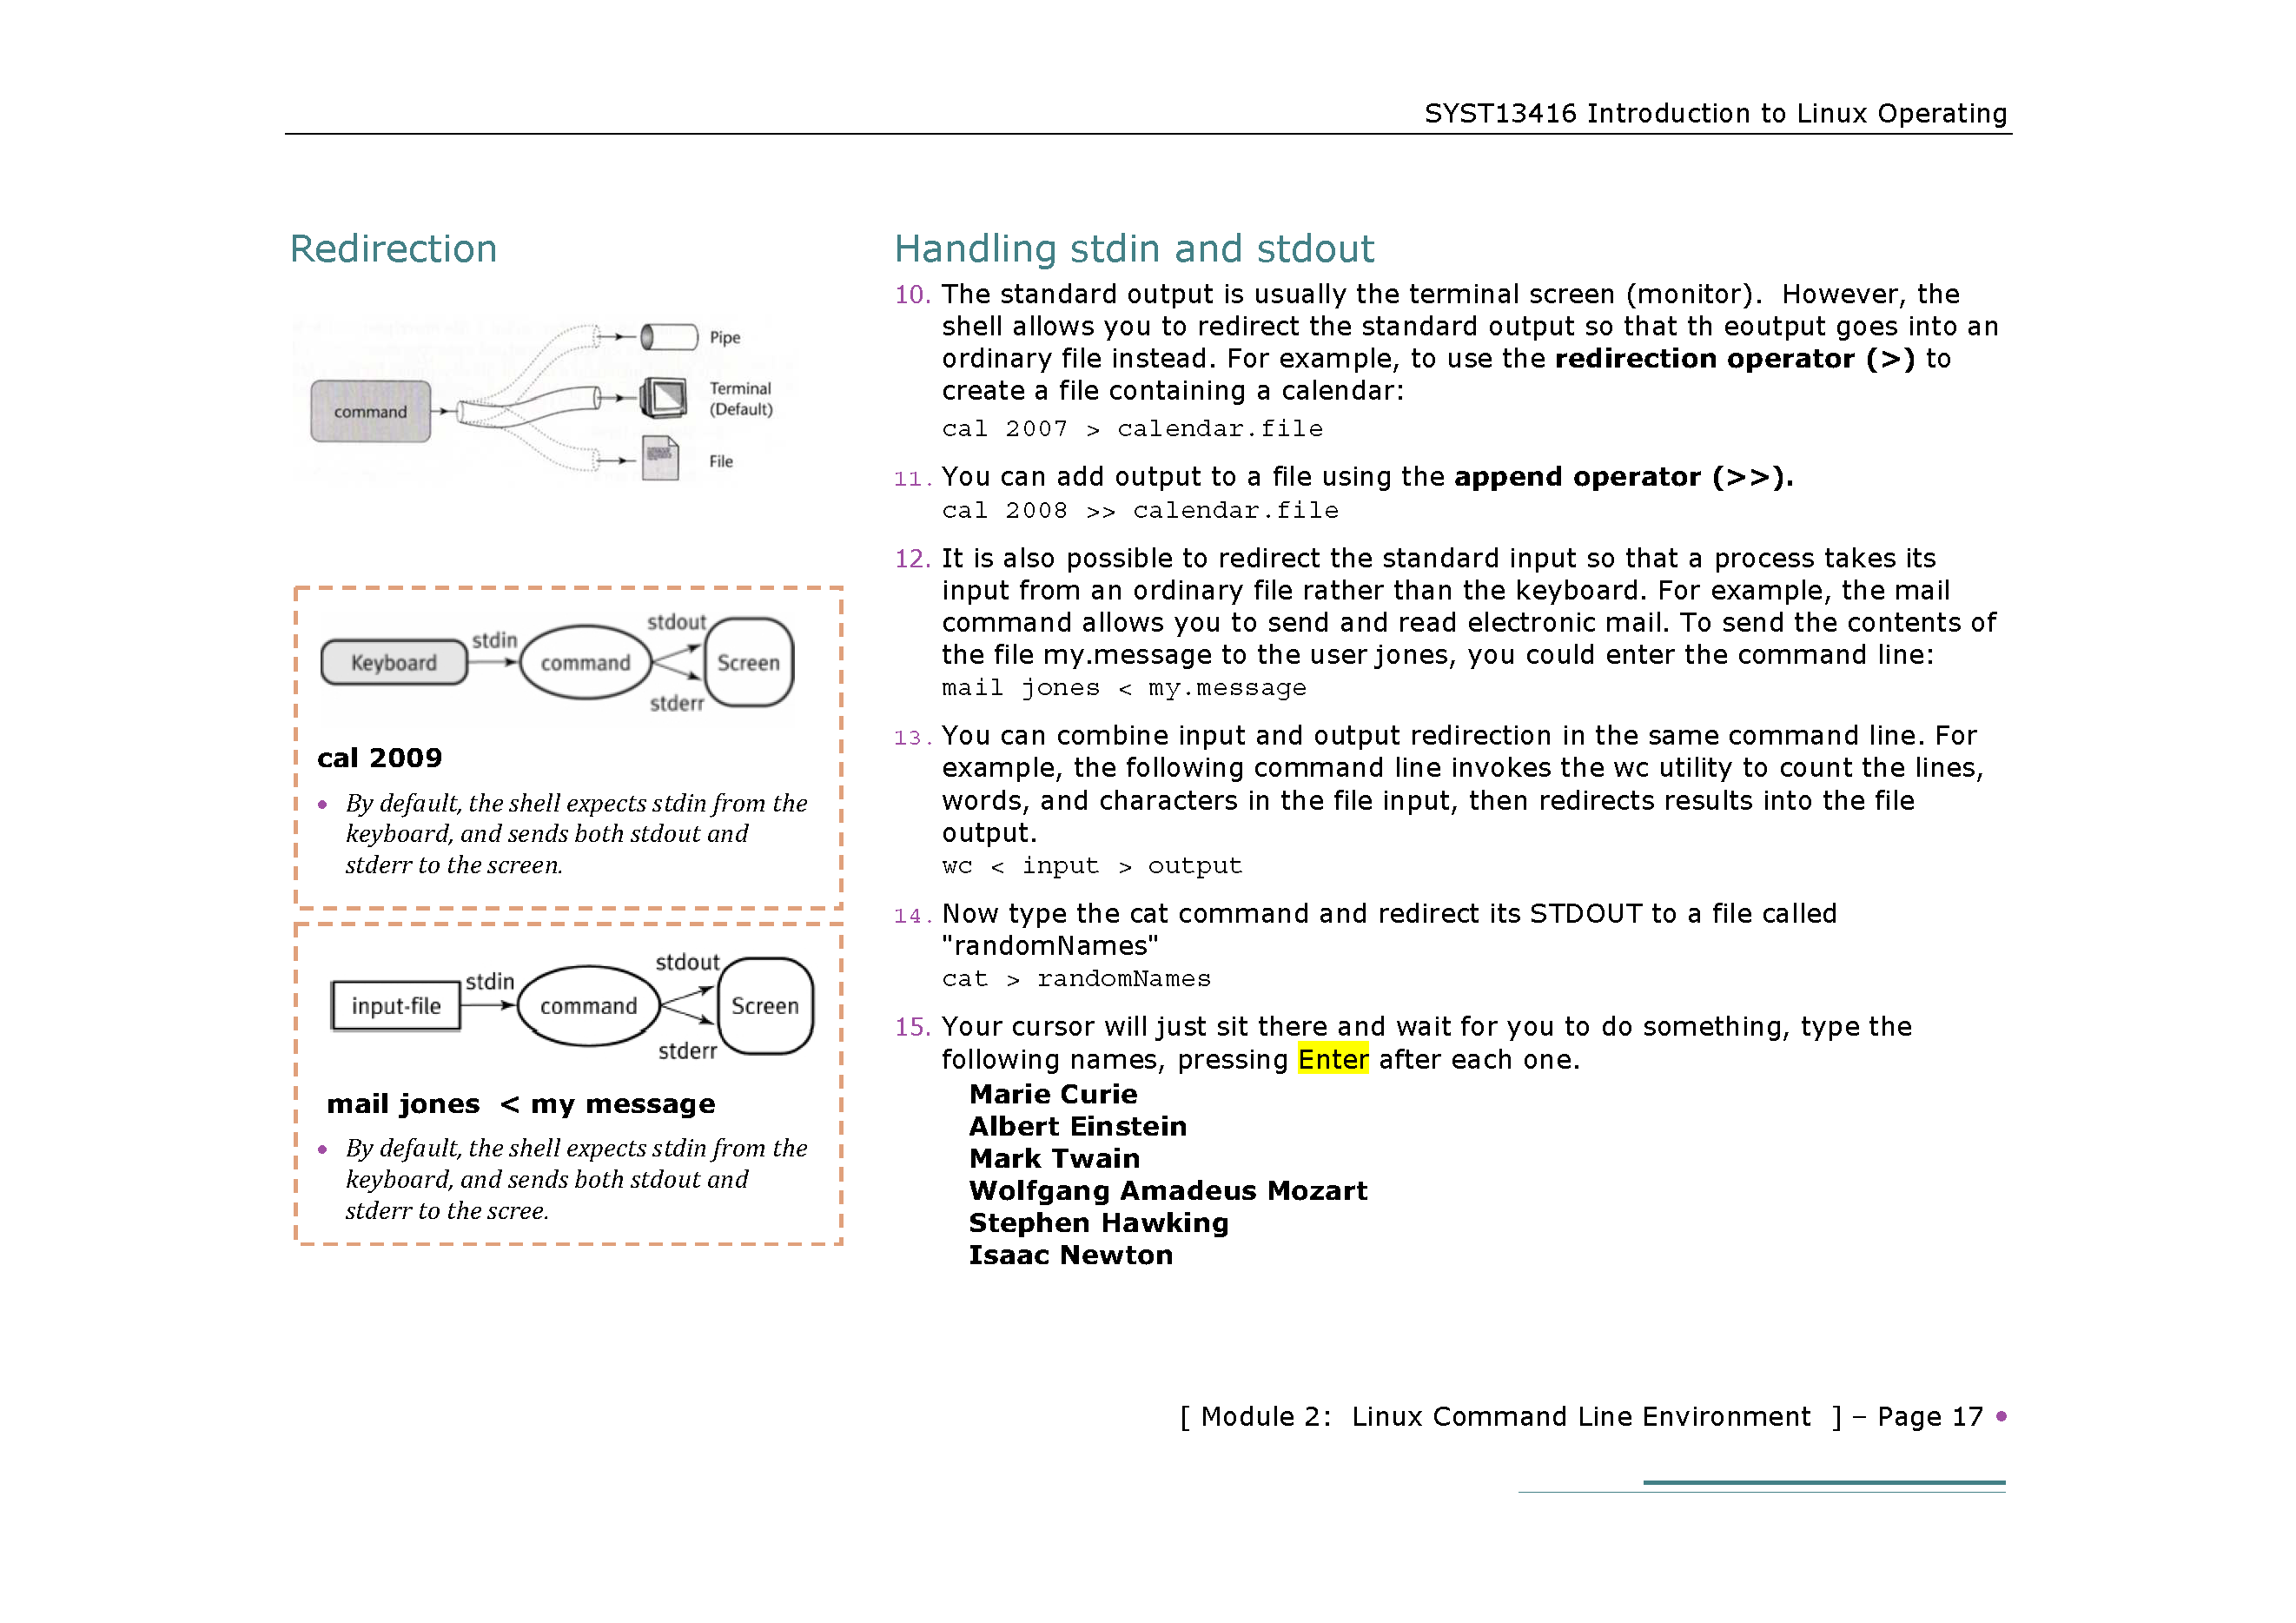 SYST13416 Introduction to Linux Operating
Redirection
Pipe
command
Terminal
(Default)
File
stdout
stdin
Keyboard
command
Screen
stderr
cal 2009
• By default, the shell expects stdin from the
keyboard, and sends both stdout and
stderr to the screen.
stdout
stdin
input-file
command
Screen
stderr
mail jones < my message
• By default, the shell expects stdin from the
keyboard, and sends both stdout and
stderr to the scree.
Handling stdin and stdout
10. The standard output is usually the terminal screen (monitor). However, the
shell allows you to redirect the standard output so that th eoutput goes into an
ordinary file instead. For example, to use the redirection operator (>) to
create a file containing a calendar:
cal 2007 > calendar.file
11. You can add output to a file using the append operator (>>).
cal 2008 >> calendar.file
12. It is also possible to redirect the standard input so that a process takes its
input from an ordinary file rather than the keyboard. For example, the mail
command allows you to send and read electronic mail. To send the contents of
the file my.message to the user jones, you could enter the command line:
mail jones < my.message
13. You can combine input and output redirection in the same command line. For
example, the following command line invokes the wc utility to count the lines,
words, and characters in the file input, then redirects results into the file
output.
wc < input > output
14. Now type the cat command and redirect its STDOUT to a file called
"randomNames"
cat > randomNames
15. Your cursor will just sit there and wait for you to do something, type the
following names, pressing Enter after each one.
Marie Curie
Albert Einstein
Mark Twain
Wolfgang Amadeus Mozart
Stephen Hawking
Isaac Newton
[ Module 2: Linux Command Line Environment ] – Page 17 •